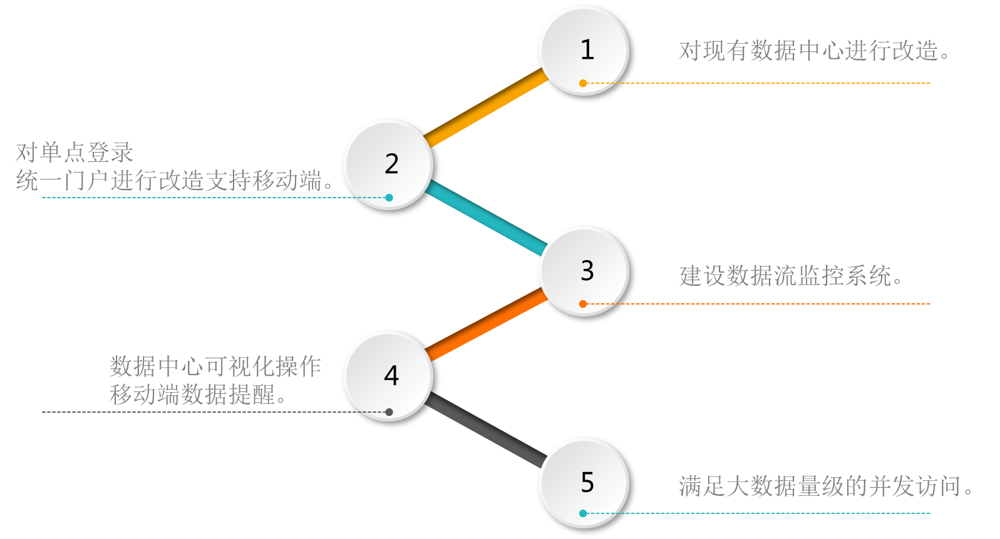 1
对现有数据中心进行改造。
对单点登录
统一门户进行改造支持移动端。
2
3
建设数据流监控系统。
数据中心可视化操作
移动端数据提醒。
4
5
满足大数据量级的并发访问。